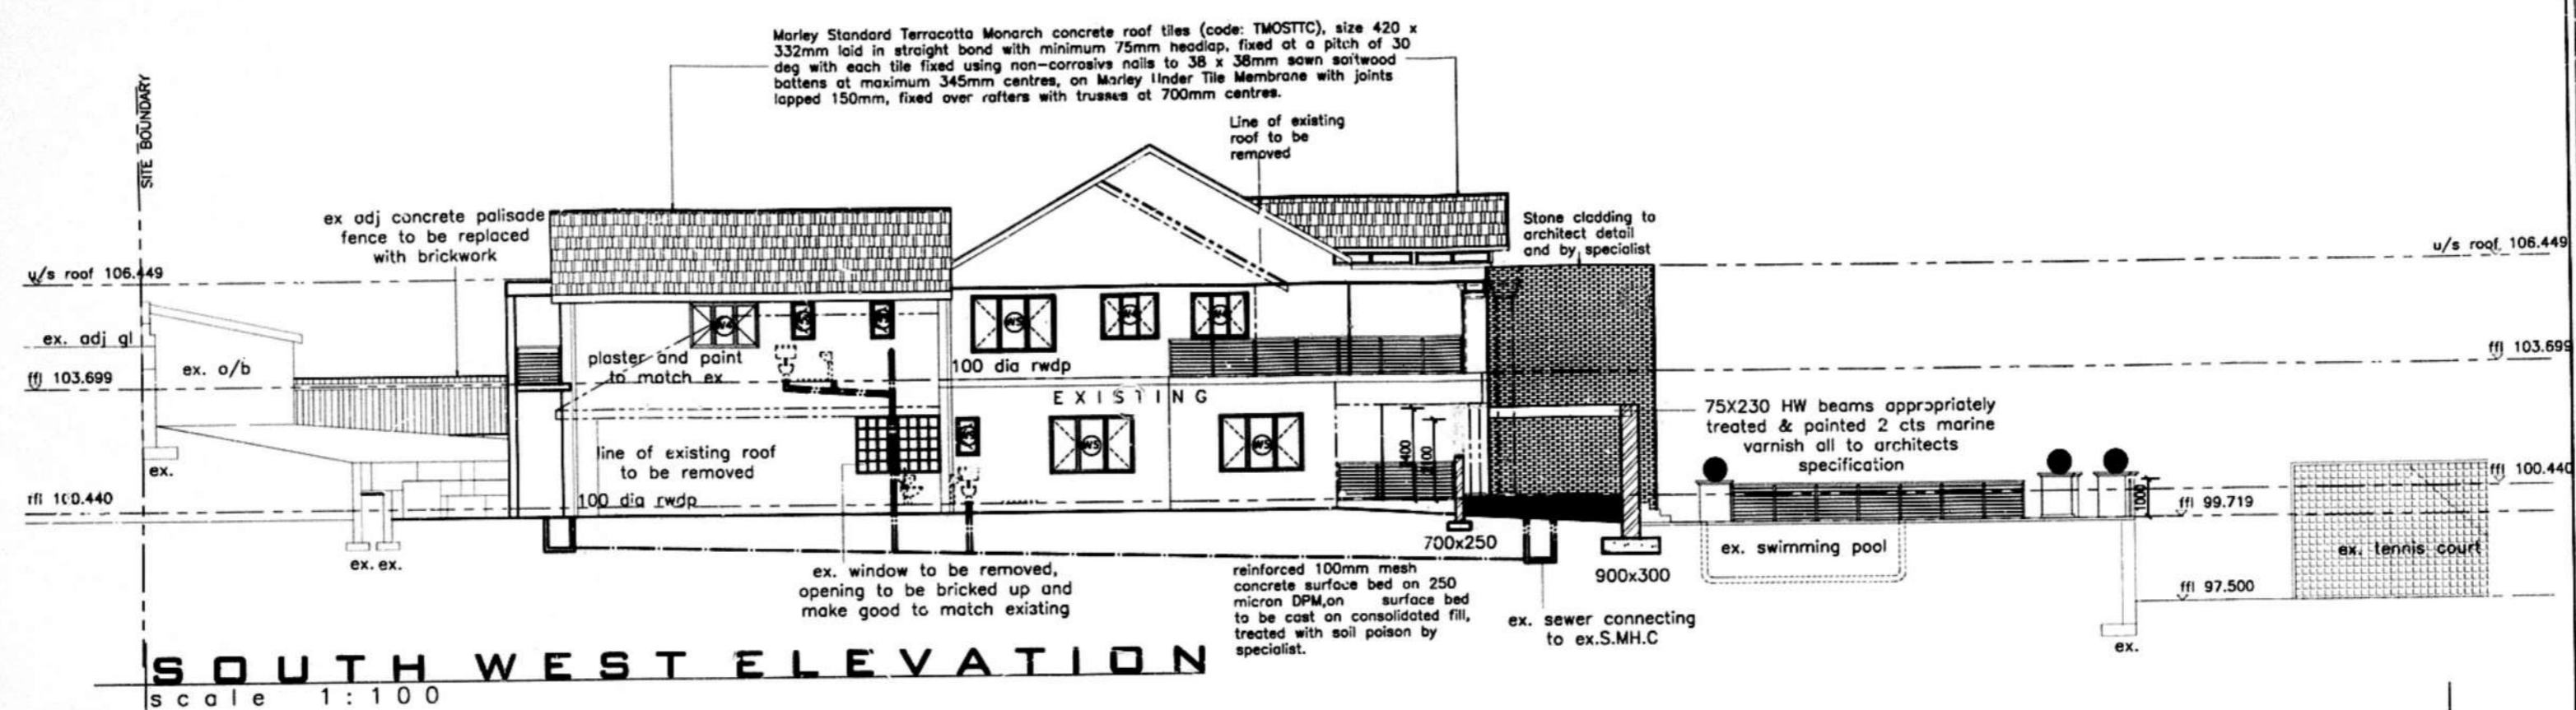 Marley Standard Terracotta Monarch concrete roof tiles (code: TMOSTTC), size 420 x
332mm laid in straight bond with minimum 75mm headlap, fixed at a pitch of 30
deg with each tile fixed using non-corrosive nails to 38 x 38mm sawn softwood
battens at maximum 345mm centres, on Marley Under Tile Membrane with joints
lapped 150mm, fixed over rafters with trusses at 700mm centres.
SITE BOUNDARY
Line of existing
roof to be
removed
ex adj concrete palisade
fence to be replaced
with brickwork
Stone cladding to
architect detail
and by specialist
u/s roof 106.449
u/s roof 106.449
ex. adj gl
ex. o/b
ffl 103.699
ffl 103.699
W4
W5
W4
W4
plaster and paint
to match ex
100 dia rwdp
EXISTING
75X230 HW beams appropriately
treated & painted 2 cts marine
varnish all to architects
specification
line of existing roof
to be removed
W5
W5
2100
ex.
ffl 100.440
ffl 100.440
100 dia rwdp
1000
ffl 99.719
700x250
ex. swimming pool
ex. tennis court
ex. ex.
ex. window to be removed,
opening to be bricked up and
make good to match existing
reinforced 100mm mesh
concrete surface bed on 250
micron DPM,on surface bed
to be cast on consolidated fill,
treated with soil poison by
specialist.
900x300
ffl 97.500
ex. sewer connecting
to ex.S.MH.C
ex.
SOUTH WEST ELEVATION
scale 1:100